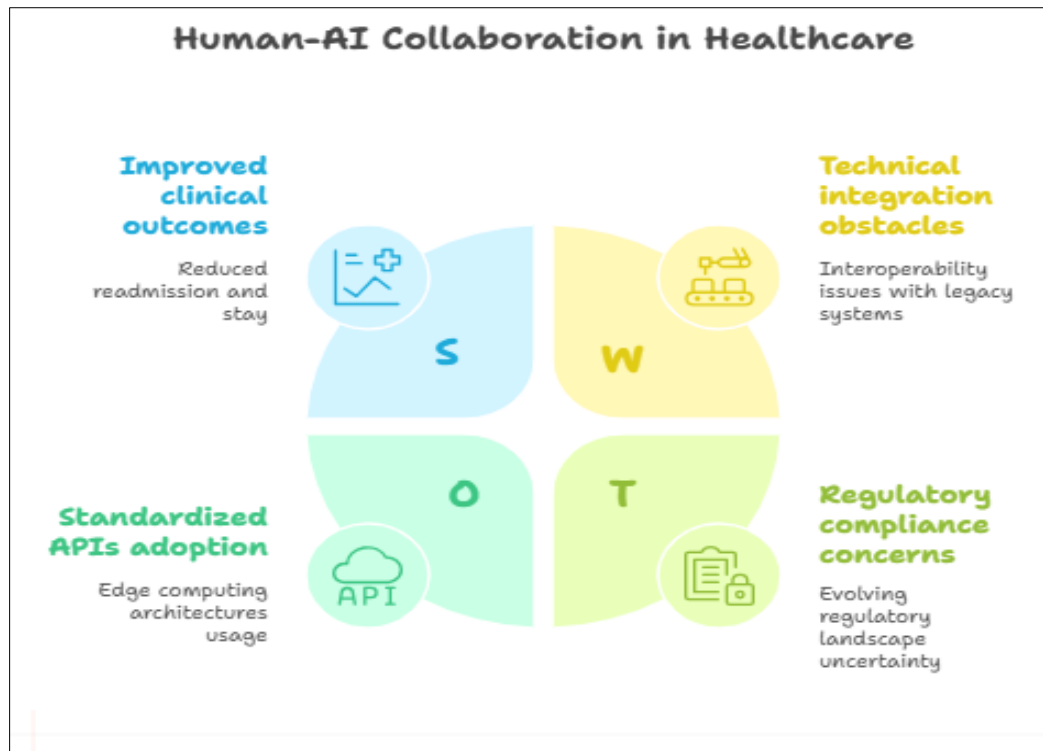 Human-AI Collaboration in Healthcare
Improved
clinical
outcomes
Reduced
readmission and
stay
S
W
Technical
integration
obstacles
Interoperability
issues with legacy
systems
Standardized
APIs adoption
Edge computing
architectures
usage
API
O
T
Regulatory
compliance
concerns
Evolving
regulatory
landscape
uncertainty